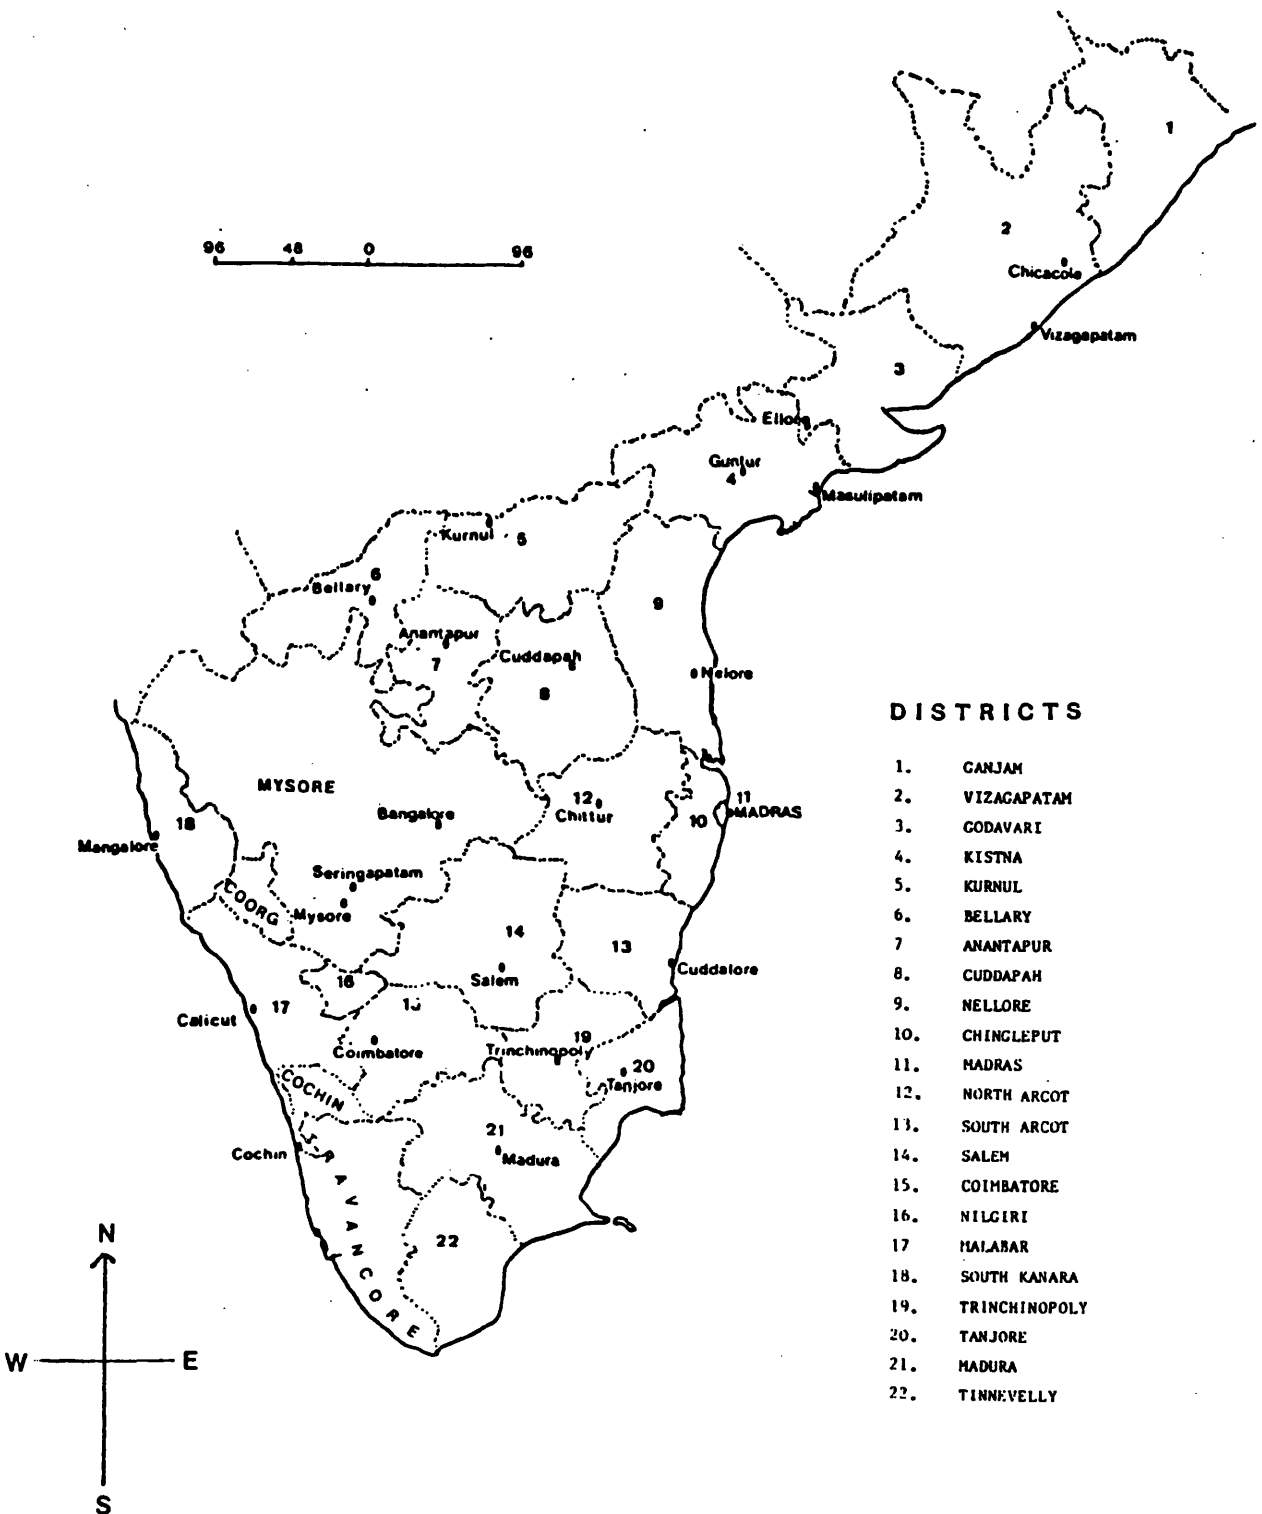 1
2
Chicacole
96 48 0 96
Vizagapatam
3
Ellore
Guntur
4
Masulipatam
Kurnul 5
6
Bellary
9
Anantapur
7
Cuddapah
8
Nelore
DISTRICTS
1. GANJAM
2. VIZAGAPATAM
3. GODAVARI
4. KISTNA
5. KURNUL
6. BELLARY
7 ANANTAPUR
8. CUDDAPAH
9. NELLORE
10. CHINGLEPUT
11. MADRAS
12. NORTH ARCOT
13. SOUTH ARCOT
14. SALEM
15. COIMBATORE
16. NILGIRI
17 MALABAR
18. SOUTH KANARA
19. TRINCHINOPOLY
20. TANJORE
21. MADURA
22. TINNEVELLY
MYSORE
12
Chittur
11
MADRAS
10
Bangalore
18
Mangalore
Seringapatam
COORG
Mysore
14
13
Salem
Cuddalore
16
15
17
Calicut
Coimbatore
19
Trinchinopoly
20
Tanjore
COCHIN
21
Madura
Cochin
TRAVANCORE
22
N
W E
S